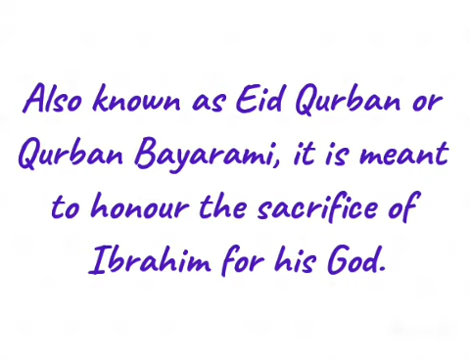 Also known as Eid Qurban or
Qurban Bayarami, it is meant
to honour the sacrifice of
Ibrahim for his God.